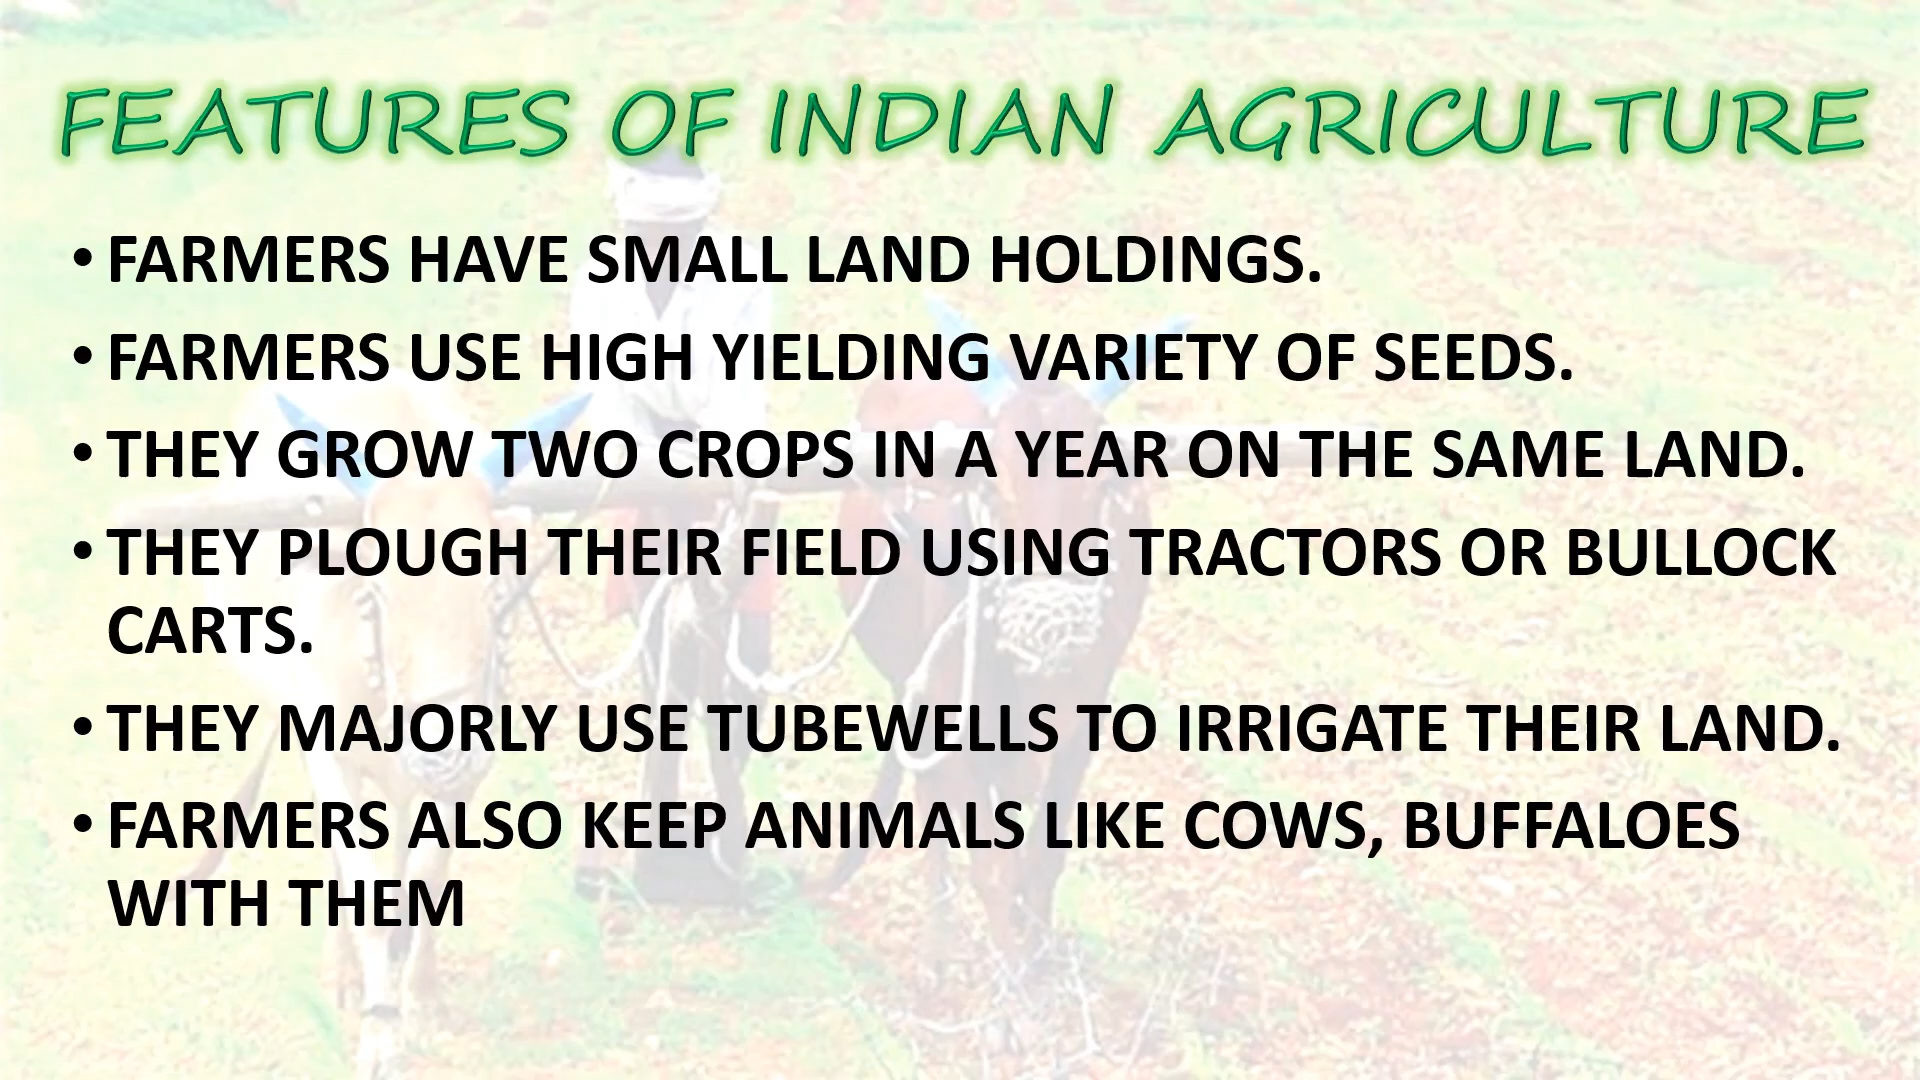 FEATURES OF INDIAN AGRICULTURE
• FARMERS HAVE SMALL LAND HOLDINGS.
• FARMERS USE HIGH YIELDING VARIETY OF SEEDS.
• THEY GROW TWO CROPS IN A YEAR ON THE SAME LAND.
• THEY PLOUGH THEIR FIELD USING TRACTORS OR BULLOCK
CARTS.
• THEY MAJORLY USE TUBEWELLS TO IRRIGATE THEIR LAND.
• FARMERS ALSO KEEP ANIMALS LIKE COWS, BUFFALOES
WITH THEM